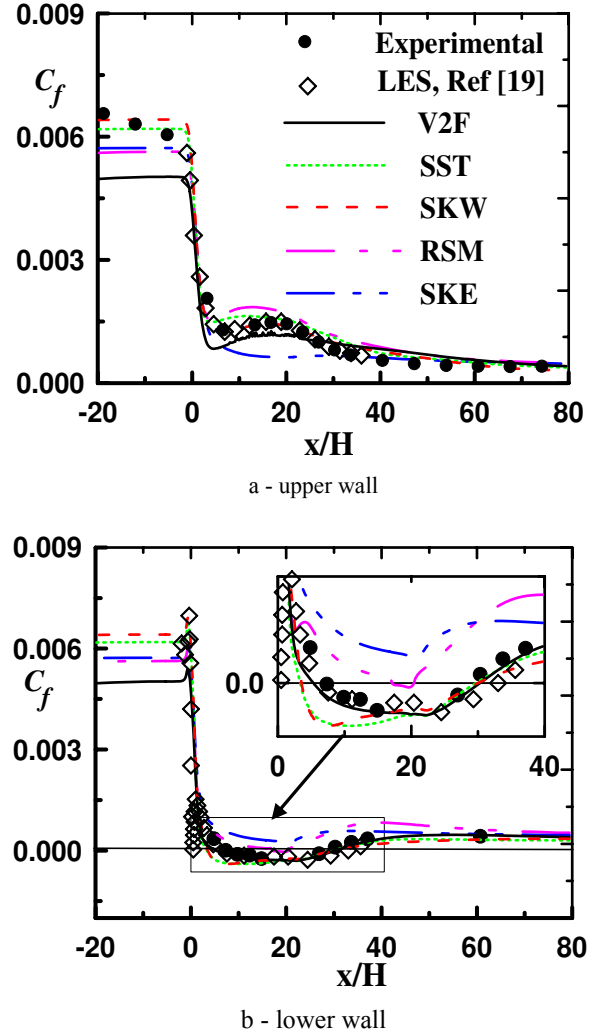 0.009
0.006
0.003
0.000
C_f
Experimental
LES, Ref [19]
V2F
SST
SKW
RSM
SKE
-20 0 20 40 60 80
x/H
a - upper wall
0.009
0.006
0.003
0.000
C_f
0.0
0 20 40
-20 0 20 40 60 80
x/H
b - lower wall